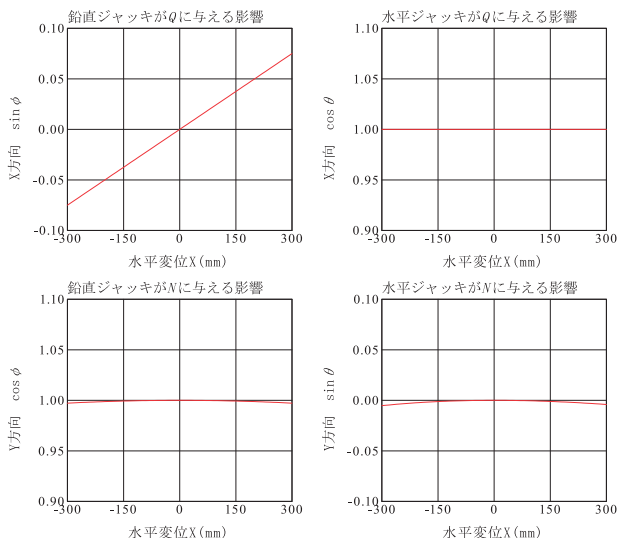 鉛直ジャッキがQに与える影響
0.10
0.05
0.00
-0.05
-0.10
X方向 sinφ
-300 -150 0 150 300
水平変位X(mm)
水平ジャッキがQに与える影響
1.10
1.05
1.00
0.95
0.90
X方向 cosθ
-300 -150 0 150 300
水平変位X(mm)
鉛直ジャッキがNに与える影響
1.10
1.05
1.00
0.95
0.90
Y方向 cosφ
-300 -150 0 150 300
水平変位X(mm)
水平ジャッキがNに与える影響
0.10
0.05
0.00
-0.05
-0.10
Y方向 sinθ
-300 -150 0 150 300
水平変位X(mm)